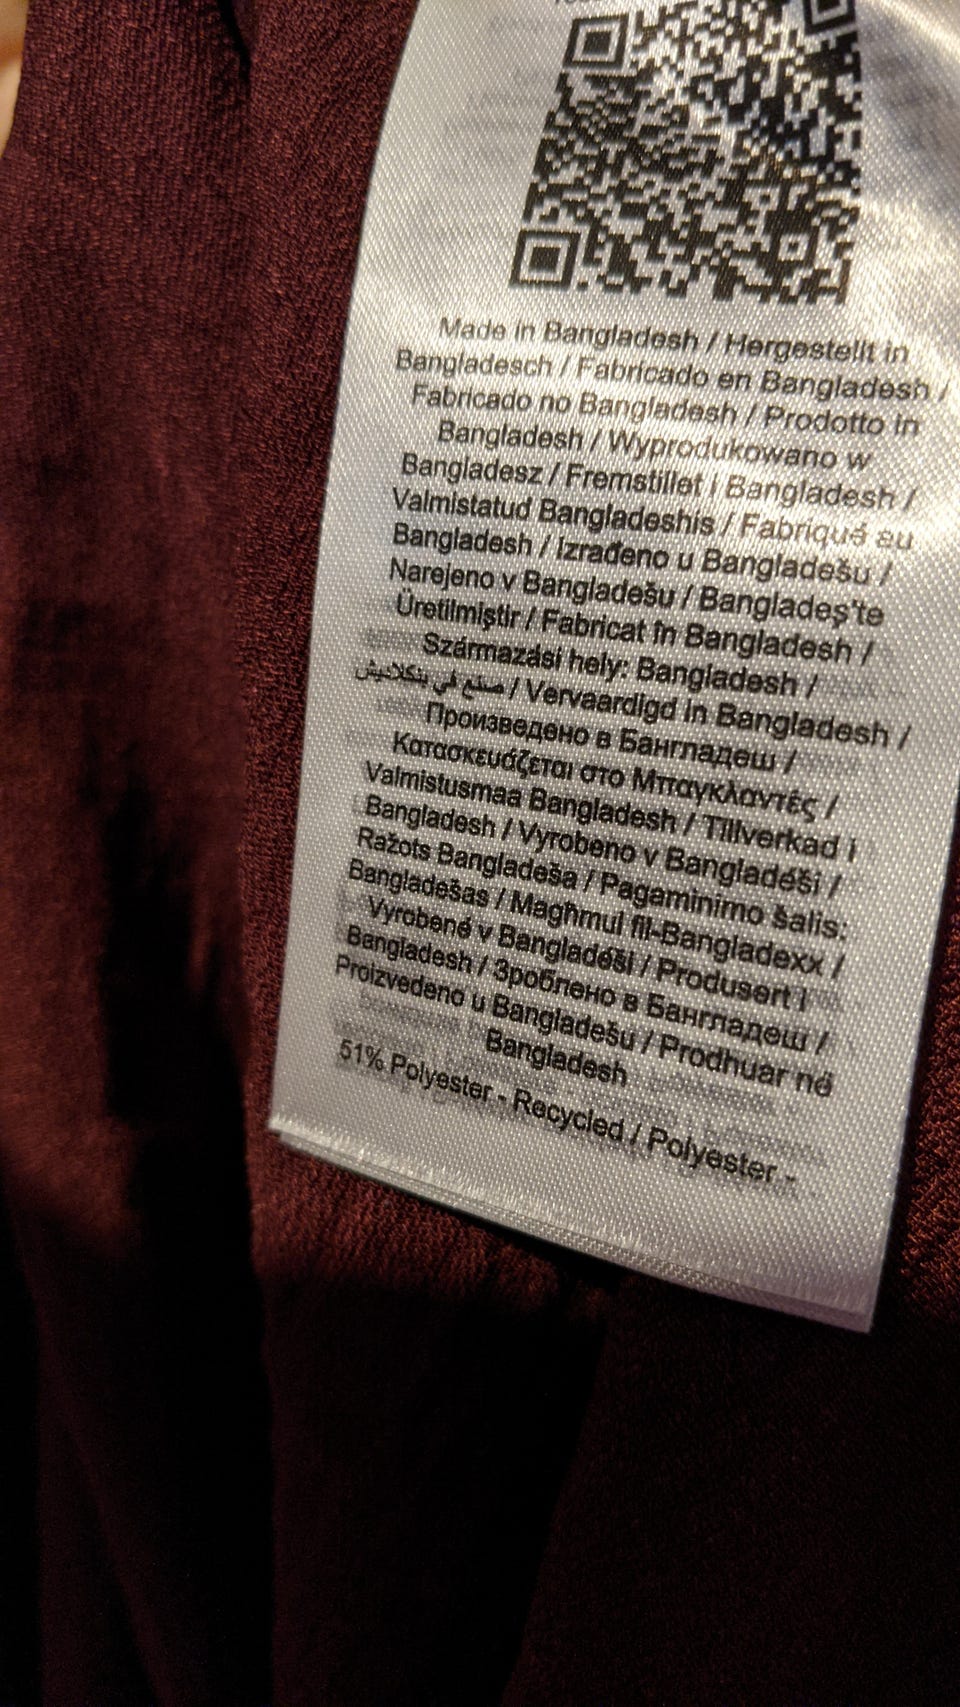 Made in Bangladesh / Hergestellt in
Bangladesch / Fabricado en Bangladesh /
Fabricado no Bangladesh / Prodotto in
Bangladesh / Wyprodukowano w
Bangladesz / Fremstillet i Bangladesh /
Valmistatud Bangladeshis / Fabriqué au
Bangladesh / Izrađeno u Bangladešu /
Narejeno v Bangladešu / Bangladeş'te
Üretilmiştir / Fabricat în Bangladesh /
Származási hely: Bangladesh /
صنع في بنكلاديش / Vervaardigd in Bangladesh /
Произведено в Бангладеш /
Κατασκευάζεται στο Μπαγκλαντές /
Valmistusmaa Bangladesh / Tillverkad i
Bangladesh / Vyrobeno v Bangladéši /
Ražots Bangladeša / Pagaminimo šalis:
Bangladešas / Magħmul fil-Bangladexx /
Vyrobené v Bangladéši / Produsert i
Bangladesh / Зроблено в Бангладеш /
Proizvedeno u Bangladešu / Prodhuar në
Bangladesh
51% Polyester - Recycled / Polyester -